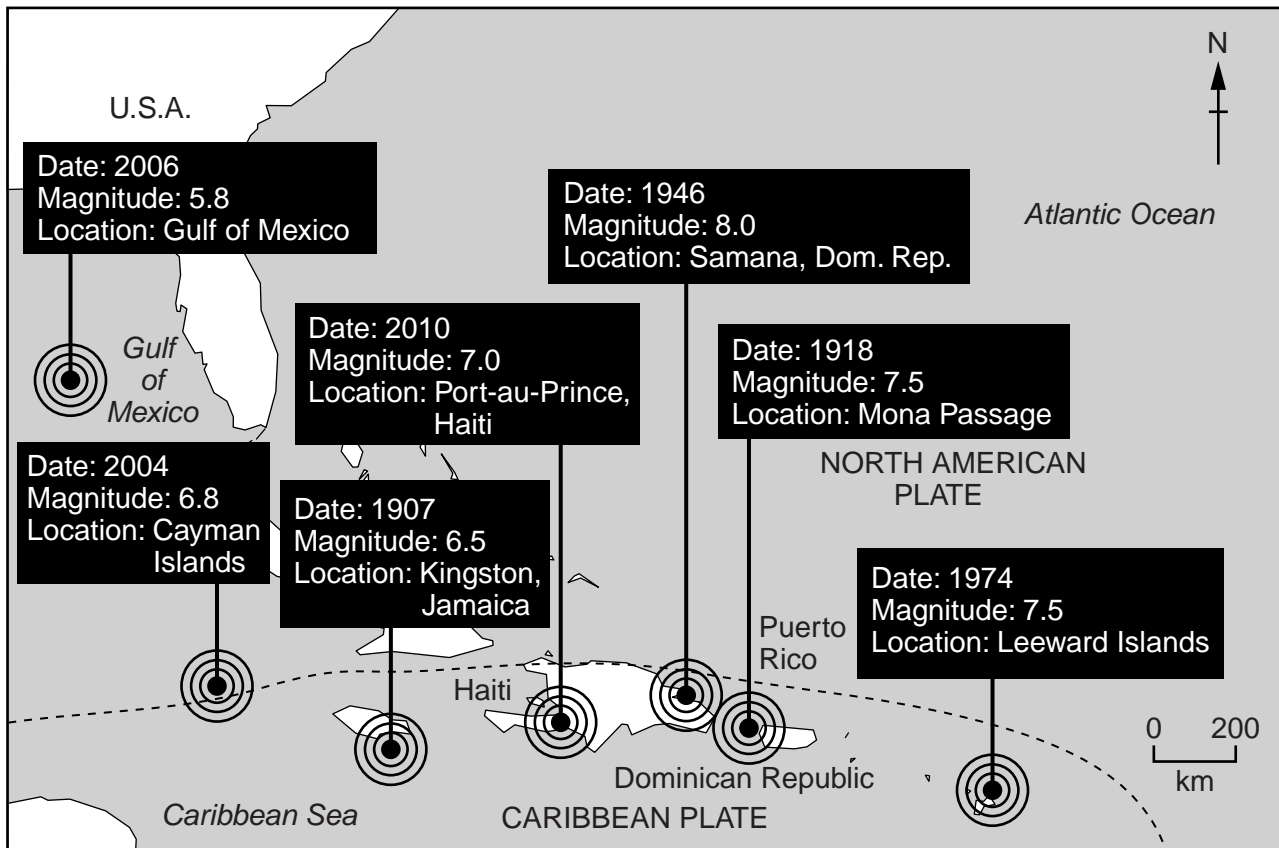 N
U.S.A.
Date: 2006
Magnitude: 5.8
Location: Gulf of Mexico
Date: 1946
Magnitude: 8.0
Location: Samana, Dom. Rep.
Atlantic Ocean
Gulf
of
Mexico
Date: 2010
Magnitude: 7.0
Location: Port-au-Prince,
Haiti
Date: 1918
Magnitude: 7.5
Location: Mona Passage
NORTH AMERICAN
PLATE
Date: 2004
Magnitude: 6.8
Location: Cayman
Islands
Date: 1907
Magnitude: 6.5
Location: Kingston,
Jamaica
Date: 1974
Magnitude: 7.5
Location: Leeward Islands
Puerto
Rico
Haiti
0 200
km
Dominican Republic
Caribbean Sea
CARIBBEAN PLATE